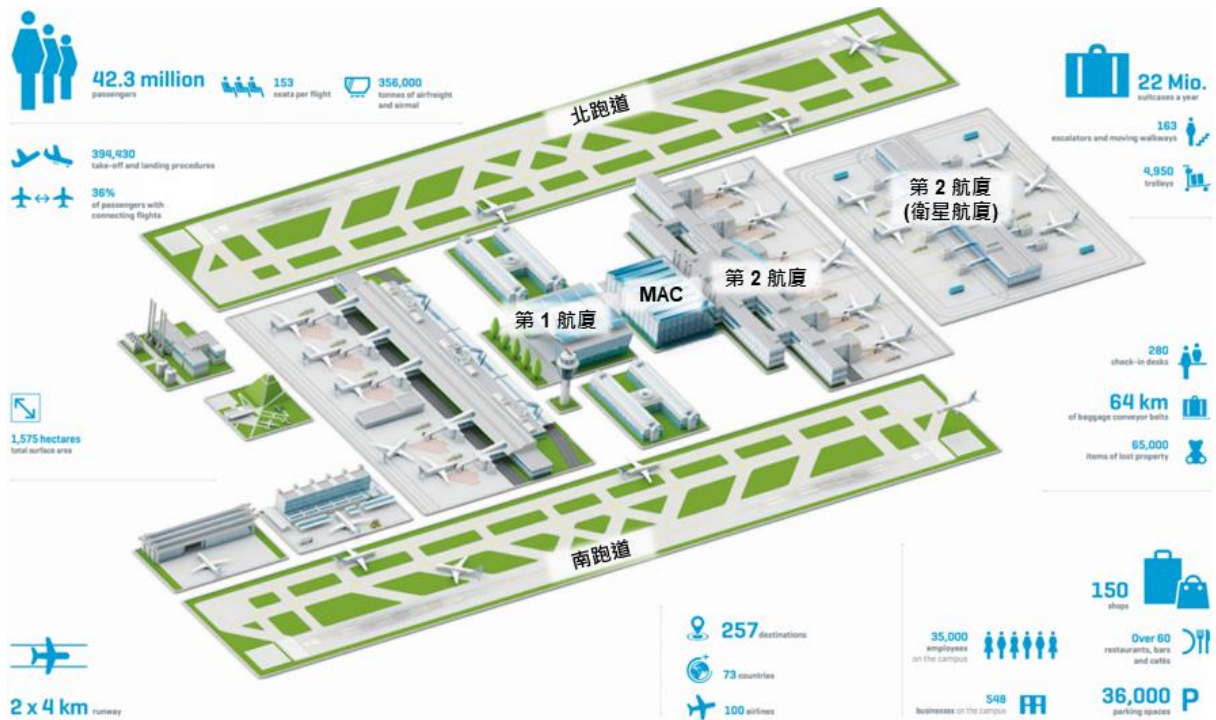 42.3 million
passengers
153
seats per flight
356,000
tonnes of airfreight
and airmal
394,430
take-off and landing procedures
36%
of passengers with
connecting flights
22 Mio.
suitcases a year
163
escalators and moving walkways
4,950
trolleys
北跑道
第 2 航廈
(衛星航廈)
第 2 航廈
MAC
第 1 航廈
280
check-in desks
64 km
of baggage conveyor belts
65,000
items of lost property
1,575 hectares
total surface area
南跑道
2 x 4 km runway
257 destinations
73 countries
100 airlines
35,000
employees
on the campus
548
businesses on the campus
150
shops
Over 60
restaurants, bars
and cafés
36,000
parking spaces
P